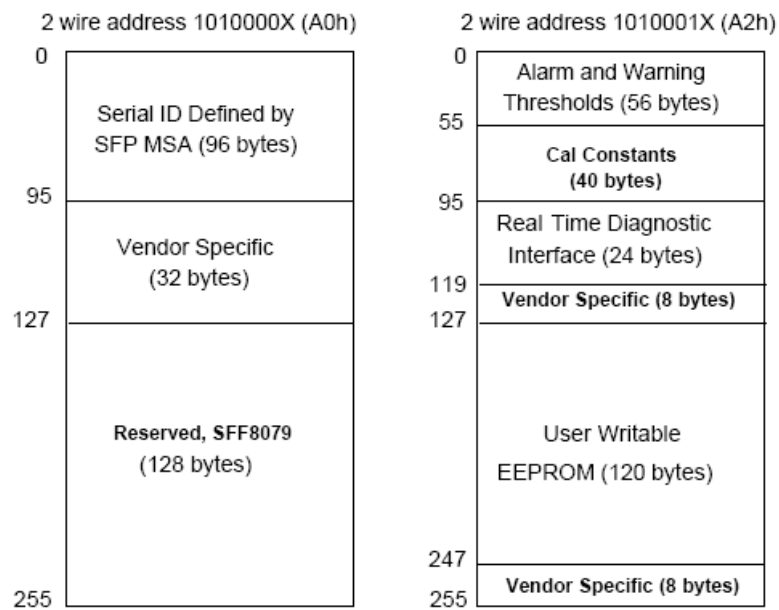 2 wire address 1010000X (A0h)
0
Serial ID Defined by
SFP MSA (96 bytes)
95
Vendor Specific
(32 bytes)
127
Reserved, SFF8079
(128 bytes)
255
2 wire address 1010001X (A2h)
0
Alarm and Warning
Thresholds (56 bytes)
55
Cal Constants
(40 bytes)
95
Real Time Diagnostic
Interface (24 bytes)
119
Vendor Specific (8 bytes)
127
User Writable
EEPROM (120 bytes)
247
Vendor Specific (8 bytes)
255